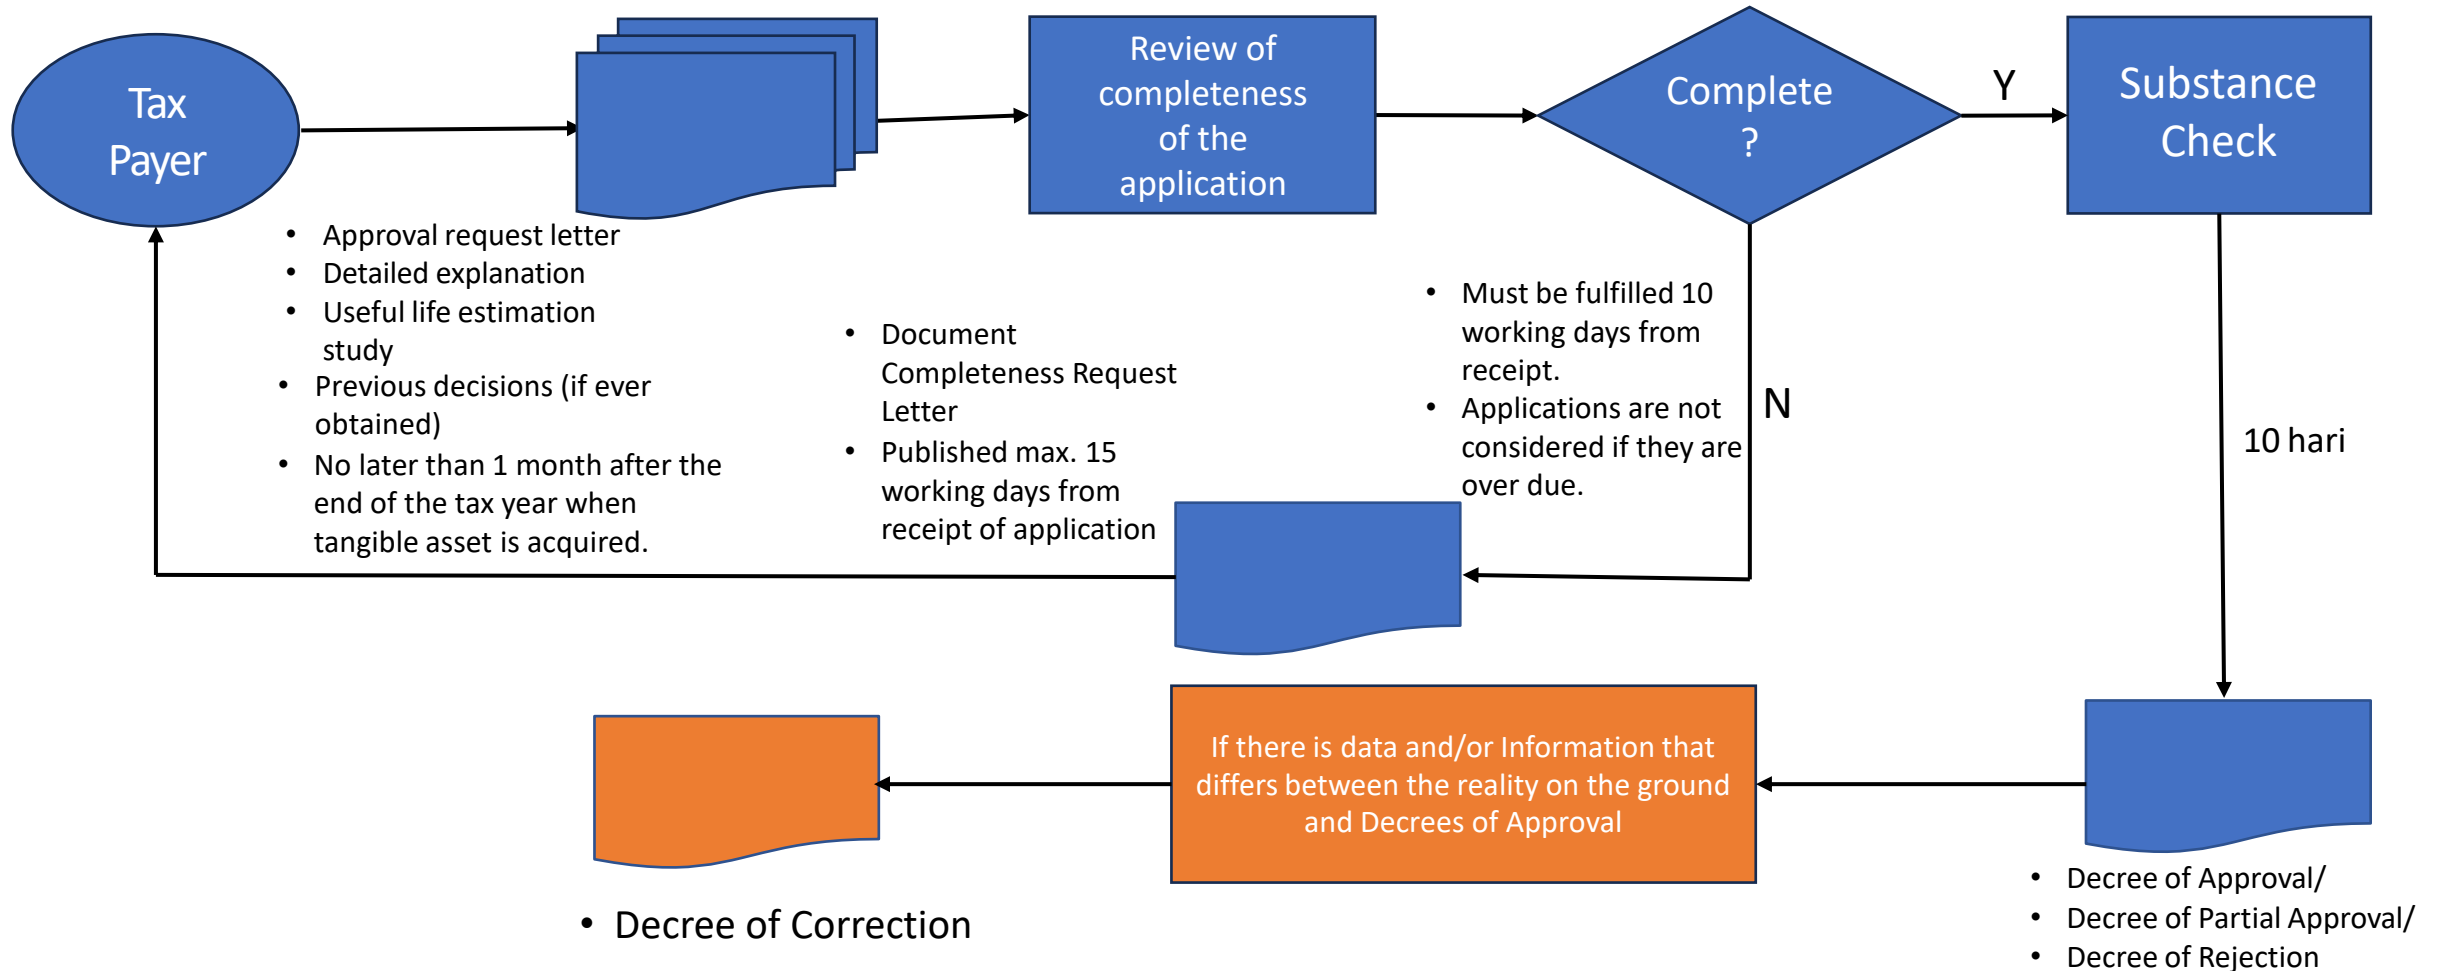 Tax
Payer
Review of
completeness
of the
application
Complete
?
Y
Substance
Check
• Approval request letter
• Detailed explanation
• Useful life estimation
study
• Previous decisions (if ever
obtained)
• No later than 1 month after the
end of the tax year when
tangible asset is acquired.
• Document
Completeness Request
Letter
• Published max. 15
working days from
receipt of application
• Must be fulfilled 10
working days from
receipt.
• Applications are not
considered if they are
over due.
N
10 hari
If there is data and/or Information that
differs between the reality on the ground
and Decrees of Approval
• Decree of Correction
• Decree of Approval/
• Decree of Partial Approval/
• Decree of Rejection